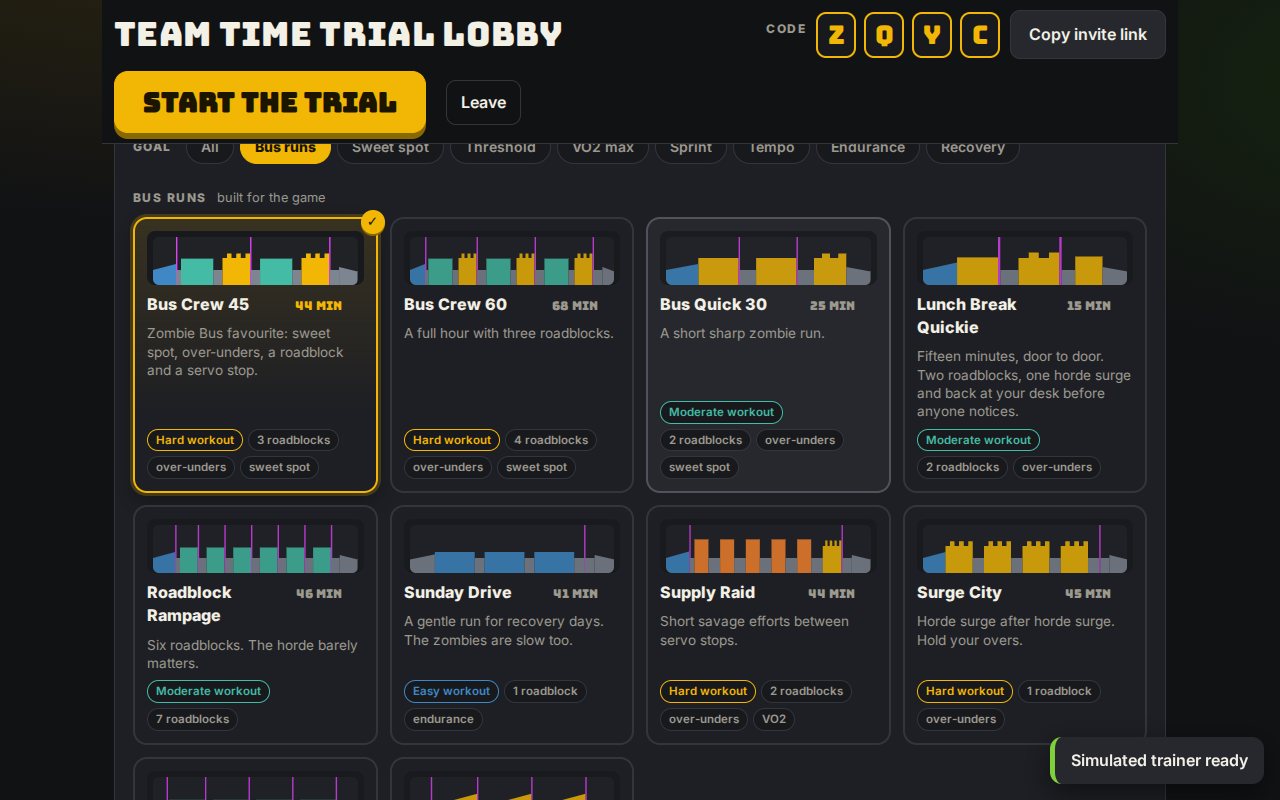 TEAM TIME TRIAL LOBBY
CODE Z Q Y C Copy invite link
START THE TRIAL Leave
GOAL All Bus runs Sweet spot Threshold VO2 max Sprint Tempo Endurance Recovery
BUS RUNS built for the game
✓
Bus Crew 45 44 MIN
Zombie Bus favourite: sweet
spot, over-unders, a roadblock
and a servo stop.
Hard workout 3 roadblocks
over-unders sweet spot
Bus Crew 60 68 MIN
A full hour with three roadblocks.
Hard workout 4 roadblocks
over-unders sweet spot
Bus Quick 30 25 MIN
A short sharp zombie run.
Moderate workout
2 roadblocks over-unders
sweet spot
Lunch Break 15 MIN
Quickie
Fifteen minutes, door to door.
Two roadblocks, one horde surge
and back at your desk before
anyone notices.
Moderate workout
2 roadblocks over-unders
Roadblock 46 MIN
Rampage
Six roadblocks. The horde barely
matters.
Moderate workout
7 roadblocks
Sunday Drive 41 MIN
A gentle run for recovery days.
The zombies are slow too.
Easy workout 1 roadblock
endurance
Supply Raid 44 MIN
Short savage efforts between
servo stops.
Hard workout 2 roadblocks
over-unders VO2
Surge City 45 MIN
Horde surge after horde surge.
Hold your overs.
Hard workout 1 roadblock
over-unders
Simulated trainer ready